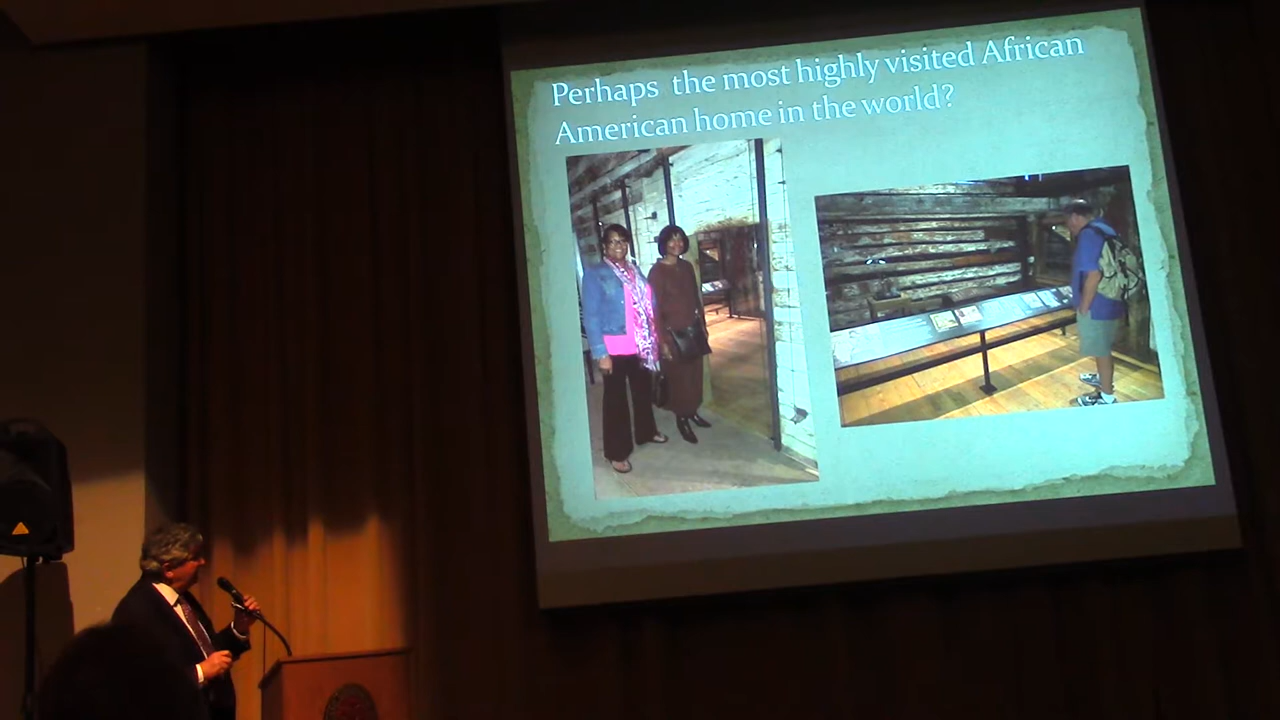 Perhaps the most highly visited African
American home in the world?